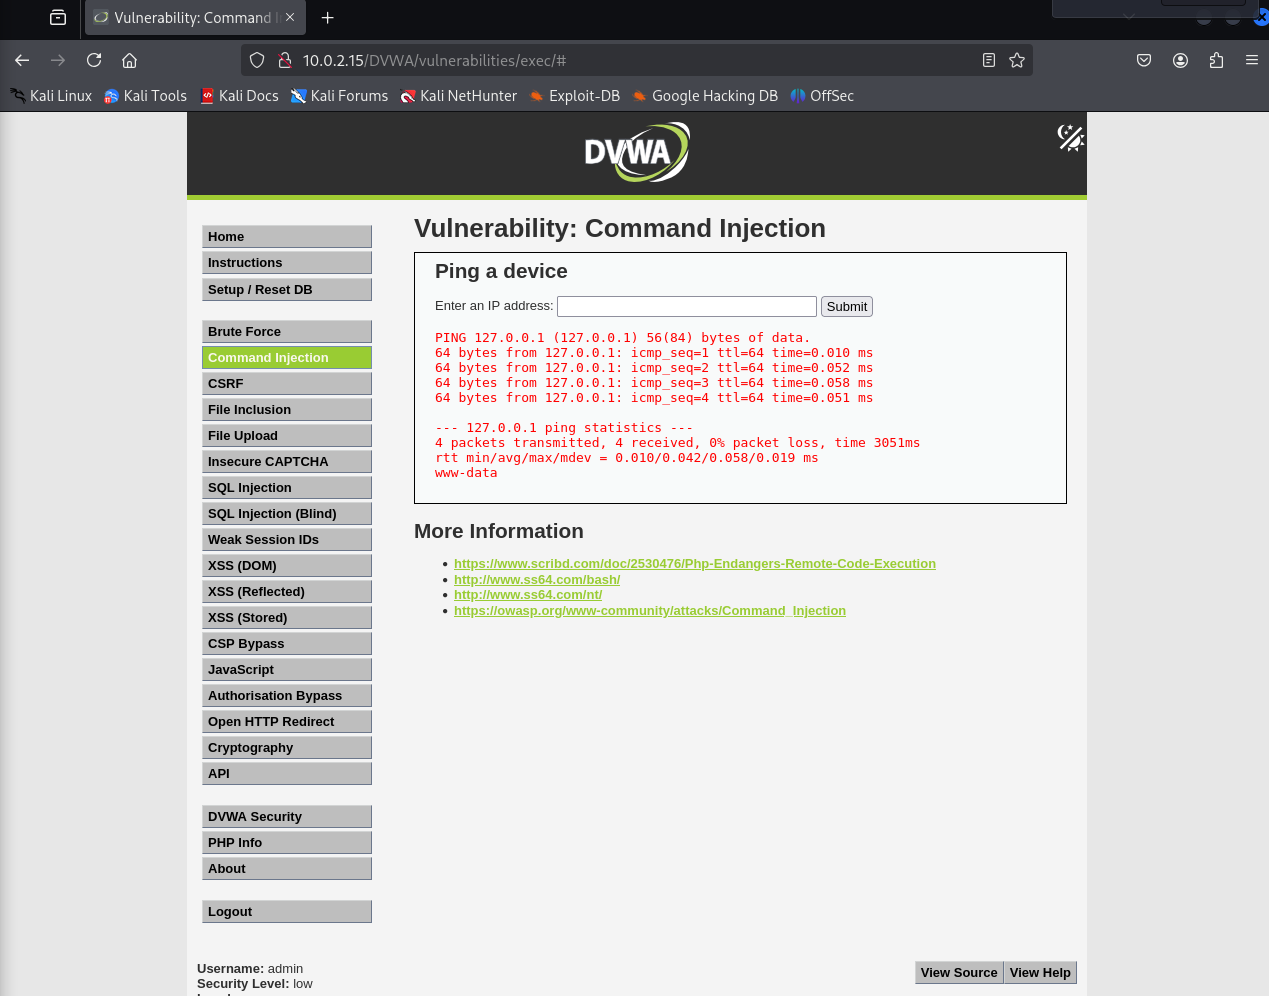 Vulnerability: Command I
10.0.2.15/DVWA/vulnerabilities/exec/#
Kali Linux Kali Tools Kali Docs Kali Forums Kali NetHunter Exploit-DB Google Hacking DB OffSec
DVWA
Home
Instructions
Setup / Reset DB
Brute Force
Command Injection
CSRF
File Inclusion
File Upload
Insecure CAPTCHA
SQL Injection
SQL Injection (Blind)
Weak Session IDs
XSS (DOM)
XSS (Reflected)
XSS (Stored)
CSP Bypass
JavaScript
Authorisation Bypass
Open HTTP Redirect
Cryptography
API
DVWA Security
PHP Info
About
Logout
Vulnerability: Command Injection
Ping a device
Enter an IP address: Submit
PING 127.0.0.1 (127.0.0.1) 56(84) bytes of data.
64 bytes from 127.0.0.1: icmp_seq=1 ttl=64 time=0.010 ms
64 bytes from 127.0.0.1: icmp_seq=2 ttl=64 time=0.052 ms
64 bytes from 127.0.0.1: icmp_seq=3 ttl=64 time=0.058 ms
64 bytes from 127.0.0.1: icmp_seq=4 ttl=64 time=0.051 ms
--- 127.0.0.1 ping statistics ---
4 packets transmitted, 4 received, 0% packet loss, time 3051ms
rtt min/avg/max/mdev = 0.010/0.042/0.058/0.019 ms
www-data
More Information
https://www.scribd.com/doc/2530476/Php-Endangers-Remote-Code-Execution
http://www.ss64.com/bash/
http://www.ss64.com/nt/
https://owasp.org/www-community/attacks/Command_Injection
Username: admin
Security Level: low
View Source View Help